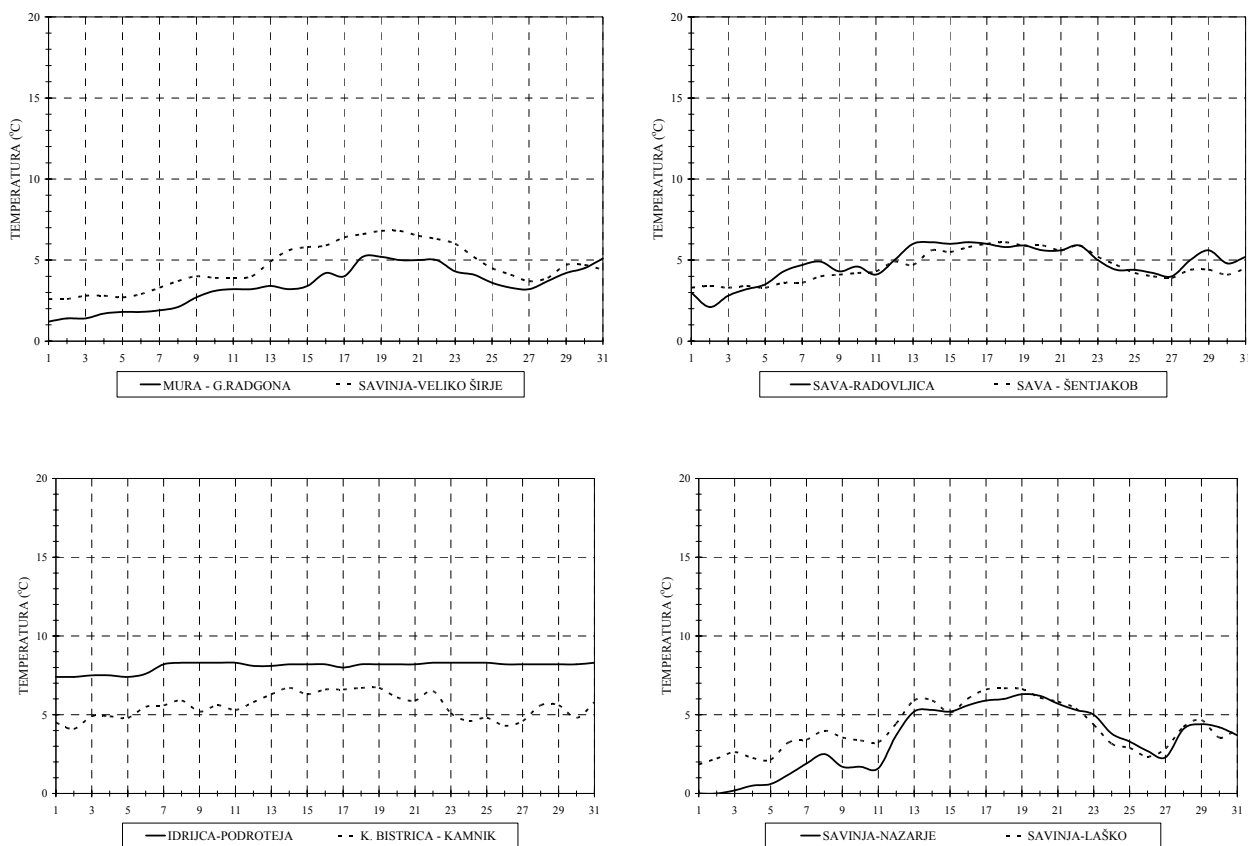 20
15
10
5
0
TEMPERATURA (°C)
1 3 5 7 9 11 13 15 17 19 21 23 25 27 29 31
MURA - G.RADGONA SAVINJA-VELIKO ŠIRJE
20
15
10
5
0
TEMPERATURA (°C)
1 3 5 7 9 11 13 15 17 19 21 23 25 27 29 31
SAVA-RADOVLJICA SAVA - ŠENTJAKOB
20
15
10
5
0
TEMPERATURA (°C)
1 3 5 7 9 11 13 15 17 19 21 23 25 27 29 31
IDRIJCA-PODROTEJA K. BISTRICA - KAMNIK
20
15
10
5
0
TEMPERATURA (°C)
1 3 5 7 9 11 13 15 17 19 21 23 25 27 29 31
SAVINJA-NAZARJE SAVINJA-LAŠKO